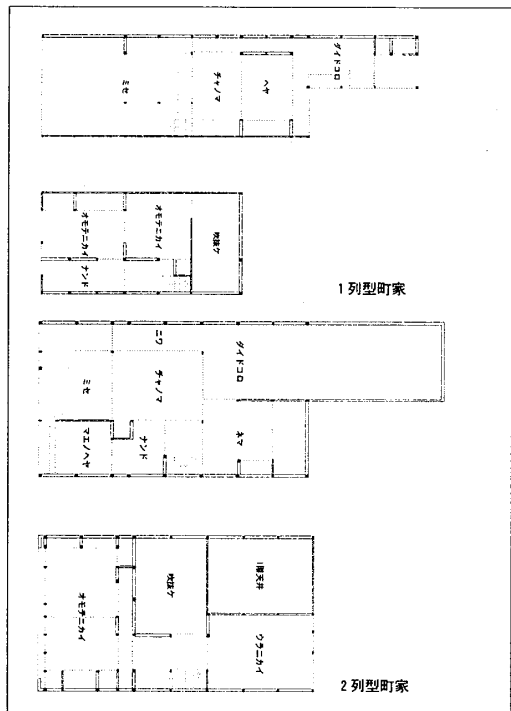 ミセ
チャノマ
ヘヤ
ダイドコロ
オモテニカイ
オモテニカイ
吹抜ケ
ナンド
1列型町家
ニワ
ダイドコロ
ミセ
チャノマ
マエノヘヤ
ナンド
ネマ
オモテニカイ
吹抜ケ
1階天井
ウラニカイ
2列型町家